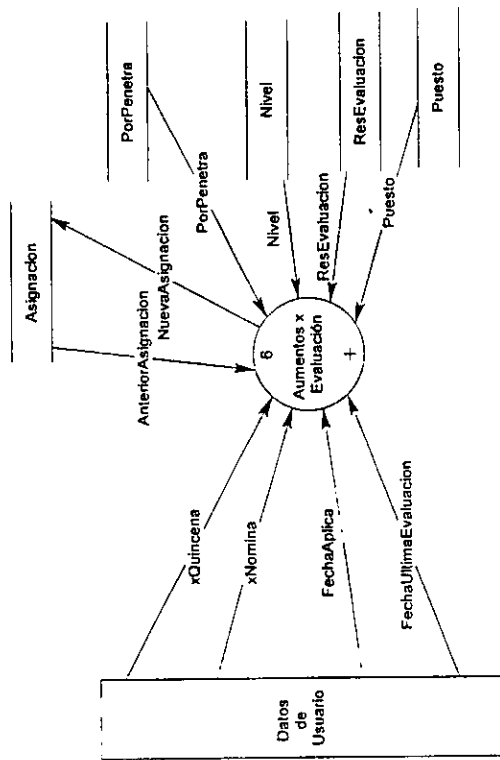 Asignacion
AnteriorAsignacion
NuevaAsignacion
PorPenetra
PorPenetra
Nivel
Nivel
ResEvaluacion
ResEvaluacion
Puesto
Puesto
6
Aumentos x
Evaluación
+
xQuincena
xNomina
FechaAplica
FechaUltimaEvaluacion
Datos
de
Usuario